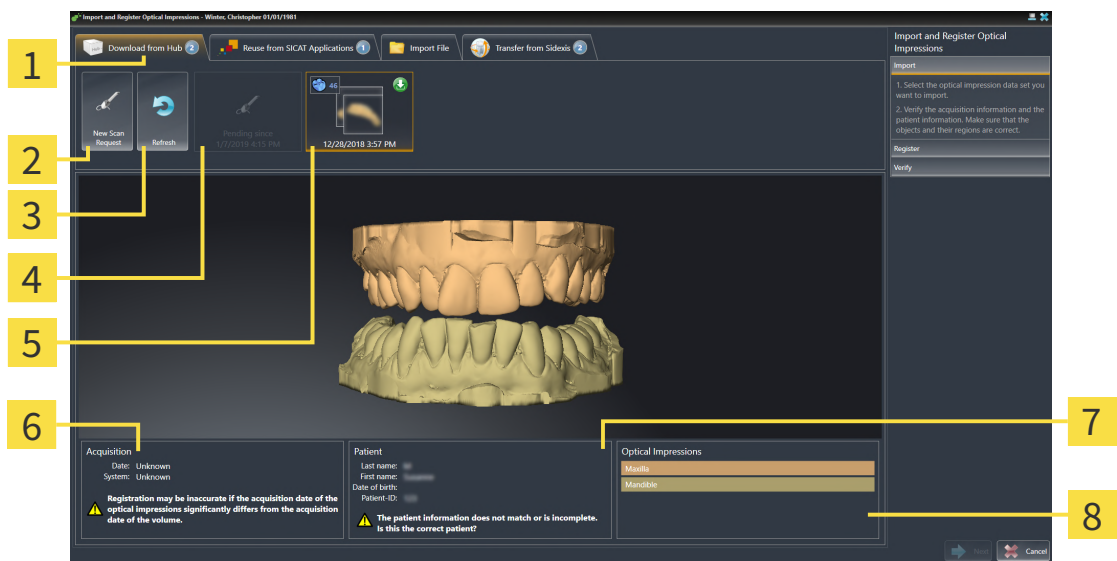 Import and Register Optical Impressions - Winter, Christopher 01/01/1981
Download from Hub 2
Reuse from SICAT Applications 1
Import File
Transfer from Sidexis 2
New Scan
Request
Refresh
Pending since
1/7/2019 4:15 PM
46
12/28/2018 3:57 PM
Import and Register Optical
Impressions
Import
1. Select the optical impression data set you
want to import.
2. Verify the acquisition information and the
patient information. Make sure that the
objects and their regions are correct.
Register
Verify
1
2
3
4
5
6
7
8
Acquisition
Date: Unknown
System: Unknown
Registration may be inaccurate if the acquisition date of the
optical impressions significantly differs from the acquisition
date of the volume.
Patient
Last name:
First name:
Date of birth:
Patient-ID:
The patient information does not match or is incomplete.
Is this the correct patient?
Optical Impressions
Maxilla
Mandible
Next
Cancel